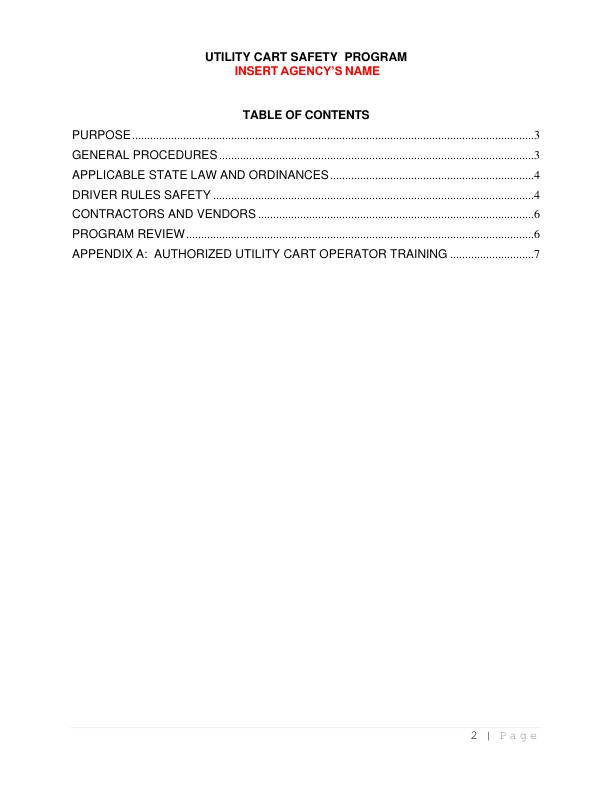 UTILITY CART SAFETY  PROGRAM
INSERT AGENCY'S NAME
TABLE OF CONTENTS
PURPOSE........................................................................................................................................3
GENERAL PROCEDURES.........................................................................................................3
APPLICABLE STATE LAW AND ORDINANCES....................................................................4
DRIVER RULES SAFETY ...........................................................................................................4
CONTRACTORS AND VENDORS............................................................................................6
PROGRAM REVIEW....................................................................................................................6
APPENDIX A:  AUTHORIZED UTILITY CART OPERATOR TRAINING ............................7
2 | Page